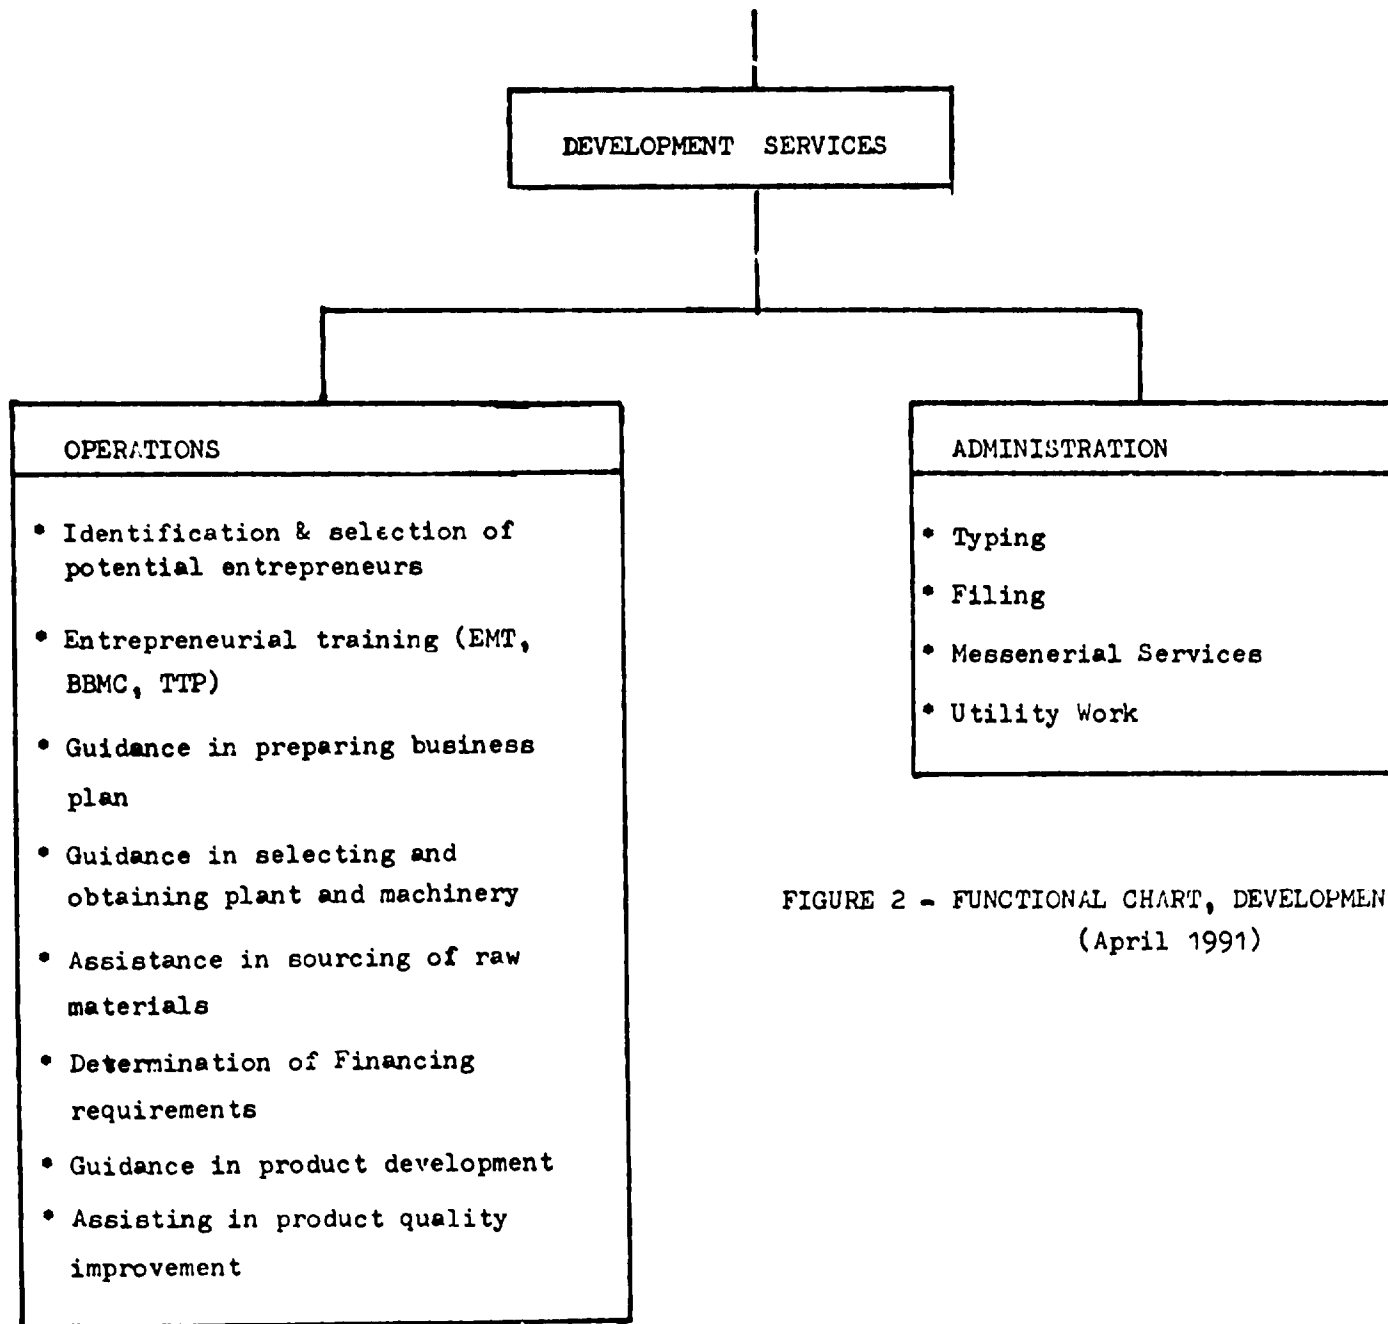 DEVELOPMENT SERVICES
OPERATIONS
* Identification & selection of
potential entrepreneurs
* Entrepreneurial training (EMT,
BBMC, TTP)
* Guidance in preparing business
plan
* Guidance in selecting and
obtaining plant and machinery
* Assistance in sourcing of raw
materials
* Determination of Financing
requirements
* Guidance in product development
* Assisting in product quality
improvement
ADMINISTRATION
* Typing
* Filing
* Messenerial Services
* Utility Work
FIGURE 2 - FUNCTIONAL CHART, DEVELOPMEN
(April 1991)